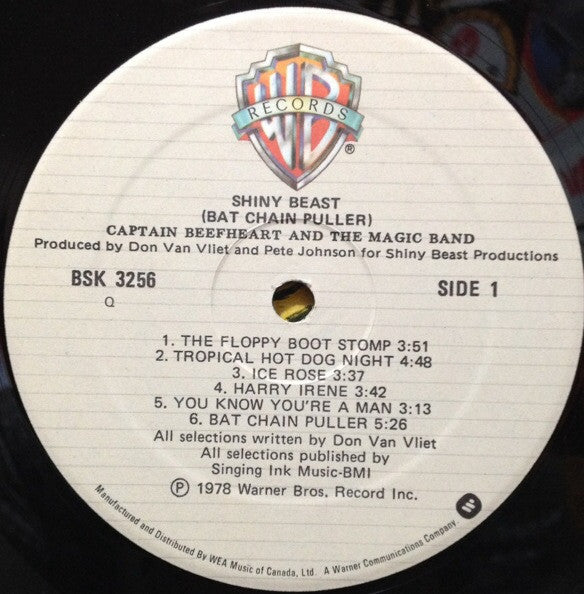 WB
RECORDS
®
SHINY BEAST
(BAT CHAIN PULLER)
CAPTAIN BEEFHEART AND THE MAGIC BAND
Produced by Don Van Vliet and Pete Johnson for Shiny Beast Productions
BSK 3256
Q
SIDE 1
1. THE FLOPPY BOOT STOMP 3:51
2. TROPICAL HOT DOG NIGHT 4:48
3. ICE ROSE 3:37
4. HARRY IRENE 3:42
5. YOU KNOW YOU'RE A MAN 3:13
6. BAT CHAIN PULLER 5:26
All selections written by Don Van Vliet
All selections published by
Singing Ink Music-BMI
Ⓟ 1978 Warner Bros. Record Inc.
Manufactured and Distributed By WEA Music of Canada, Ltd. A Warner Communications Company.